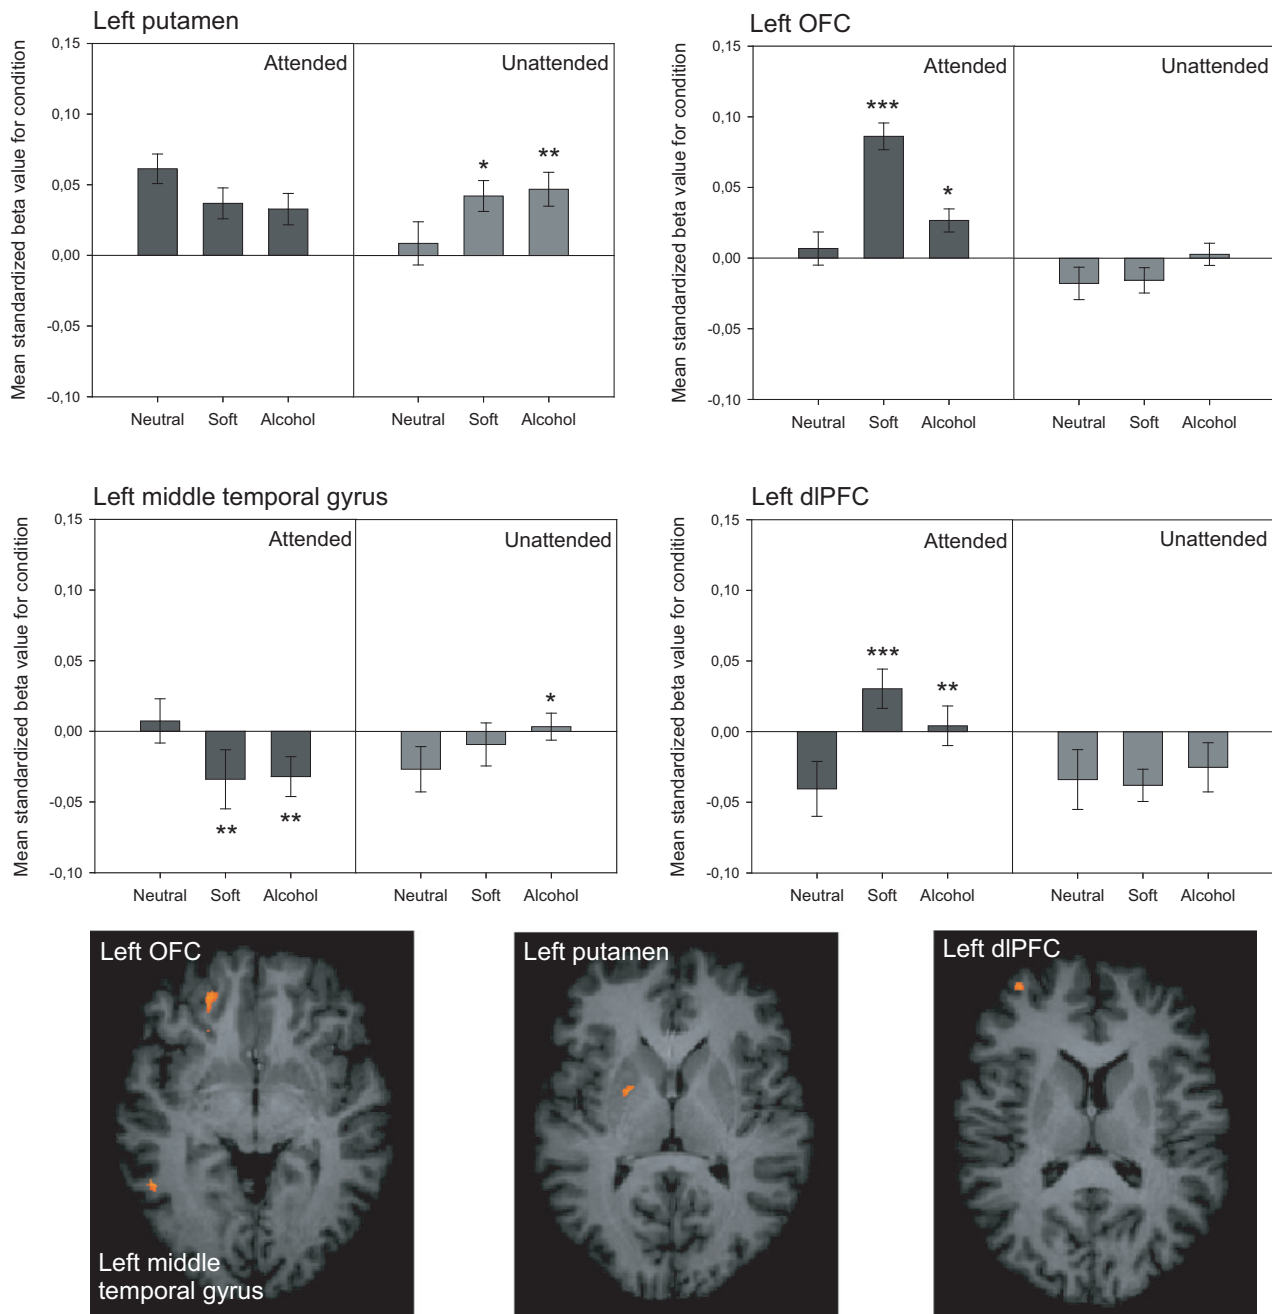 Left putamen
Mean standardized beta value for condition
0,15
0,10
0,05
0,00
-0,05
-0,10
Attended
Unattended
*
**
Neutral Soft Alcohol
Neutral Soft Alcohol
Left OFC
Mean standardized beta value for condition
0,15
0,10
0,05
0,00
-0,05
-0,10
Attended
Unattended
***
*
Neutral Soft Alcohol
Neutral Soft Alcohol
Left middle temporal gyrus
Mean standardized beta value for condition
0,15
0,10
0,05
0,00
-0,05
-0,10
Attended
Unattended
**
**
*
Neutral Soft Alcohol
Neutral Soft Alcohol
Left dlPFC
Mean standardized beta value for condition
0,15
0,10
0,05
0,00
-0,05
-0,10
Attended
Unattended
***
**
Neutral Soft Alcohol
Neutral Soft Alcohol
Left OFC
Left middle
temporal gyrus
Left putamen
Left dlPFC